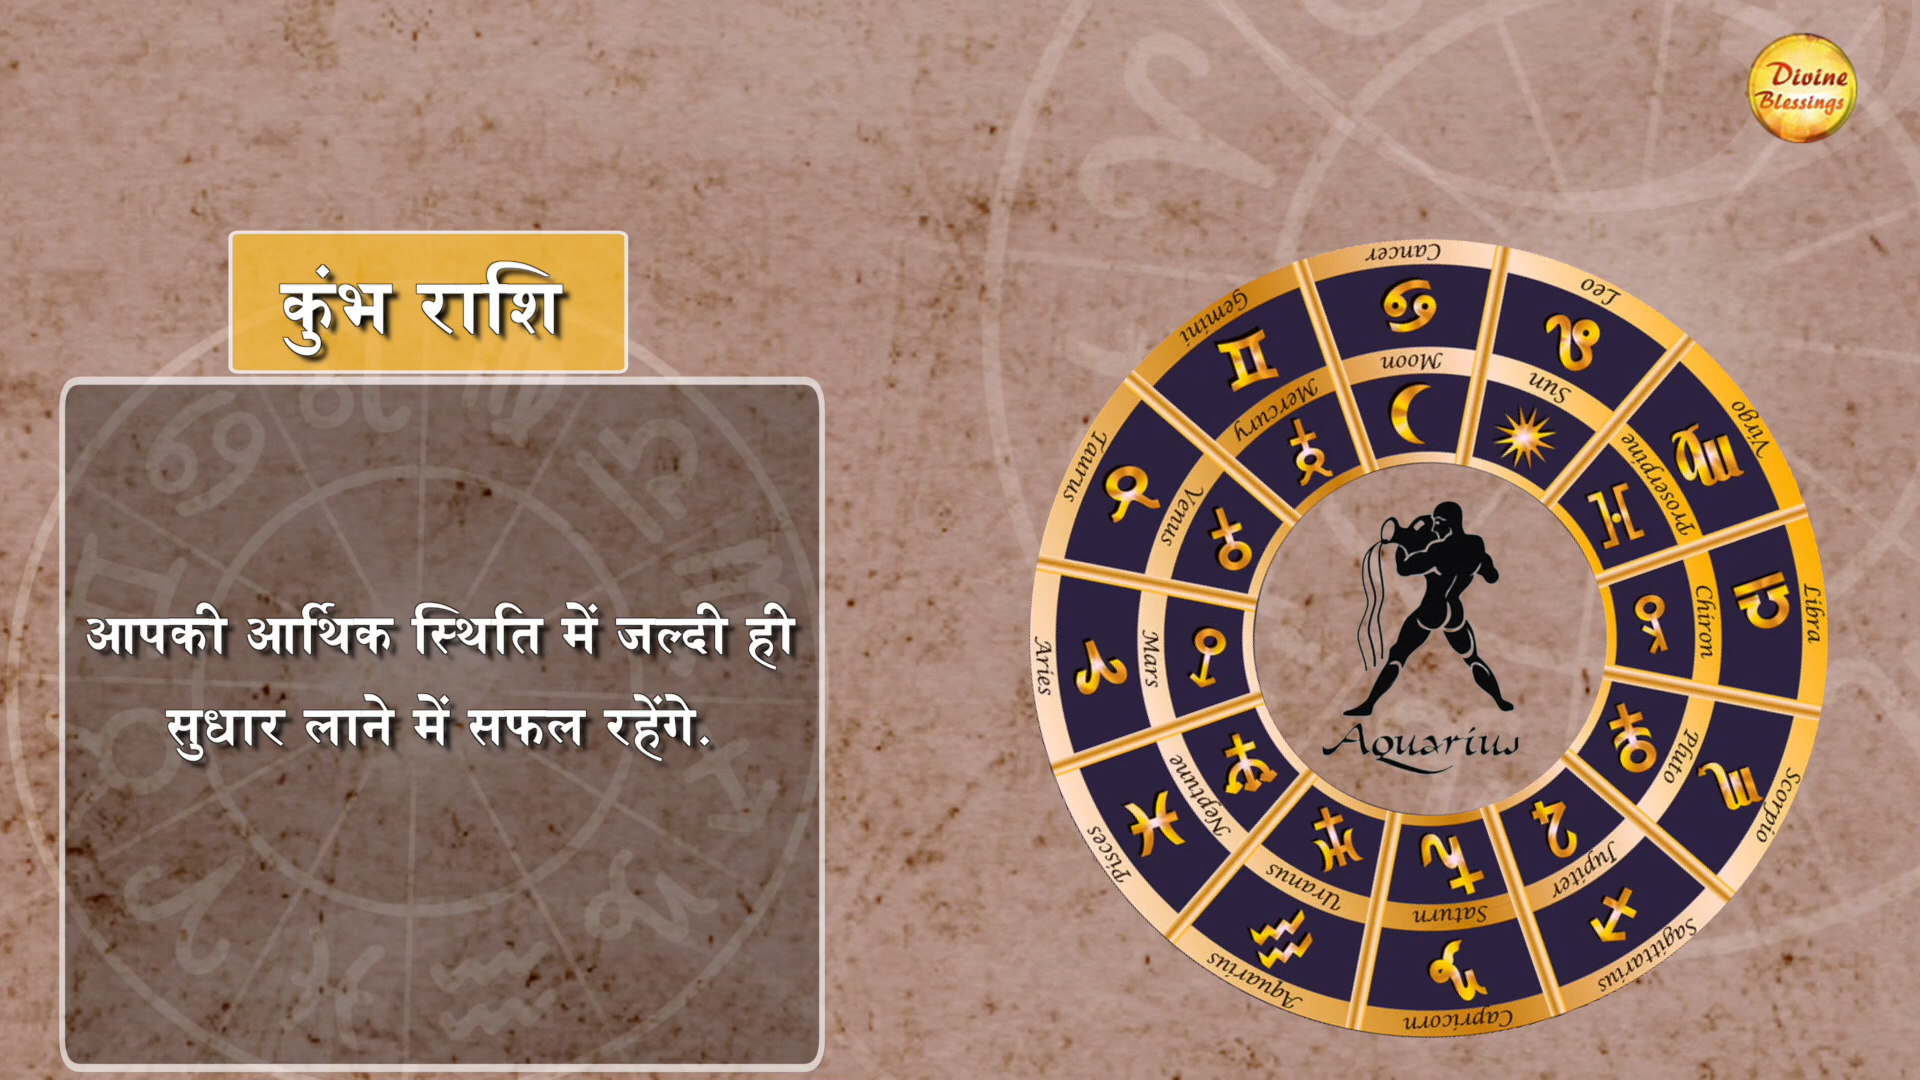 Divine
Blessings
कुंभ राशि
आपकी आर्थिक स्थिति में जल्दी ही
सुधार लाने में सफल रहेंगे.
Cancer
Leo
Virgo
Libra
Scorpio
Sagittarius
Capricorn
Aquarius
Pisces
Aries
Taurus
Gemini
Moon
Sun
Proserpine
Chiron
Pluto
Jupiter
Saturn
Uranus
Neptune
Mars
Venus
Mercury
Aquarius